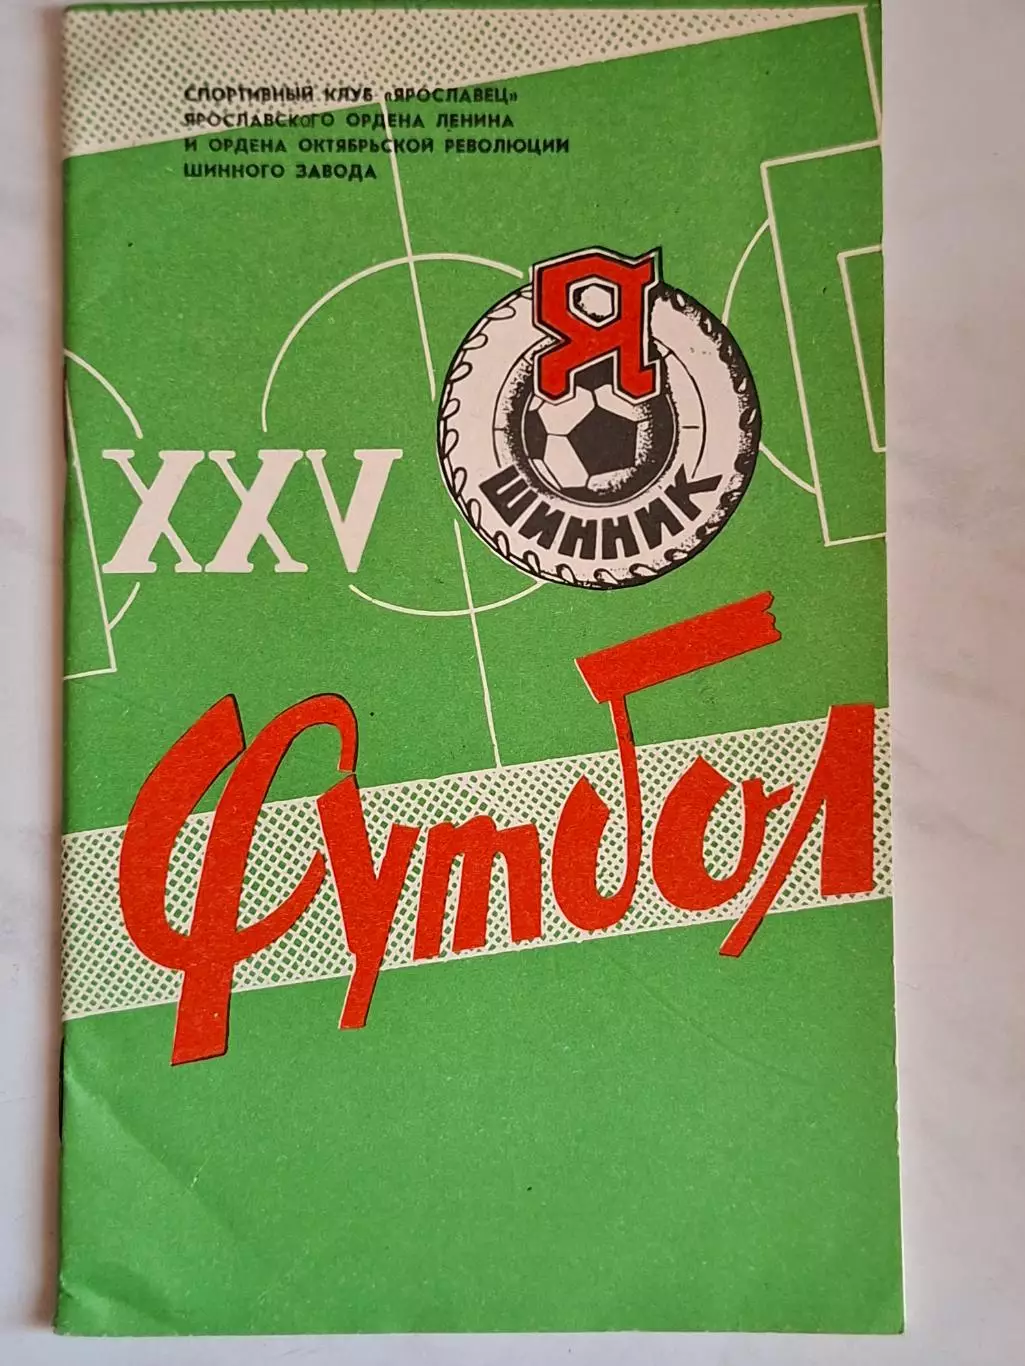 СПОРТИВНЫЙ КЛУБ «ЯРОСЛАВЕЦ»
ЯРОСЛАВСКОГО ОРДЕНА ЛЕНИНА
И ОРДЕНА ОКТЯБРЬСКОЙ РЕВОЛЮЦИИ
ШИННОГО ЗАВОДА
Я
ШИННИК
XXV
Футбол